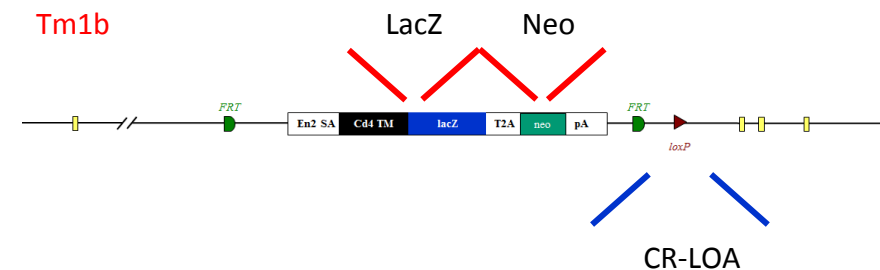 Tm1b
LacZ Neo
FRT FRT
En2 SA Cd4 TM lacZ T2A neo pA
loxP
CR-LOA